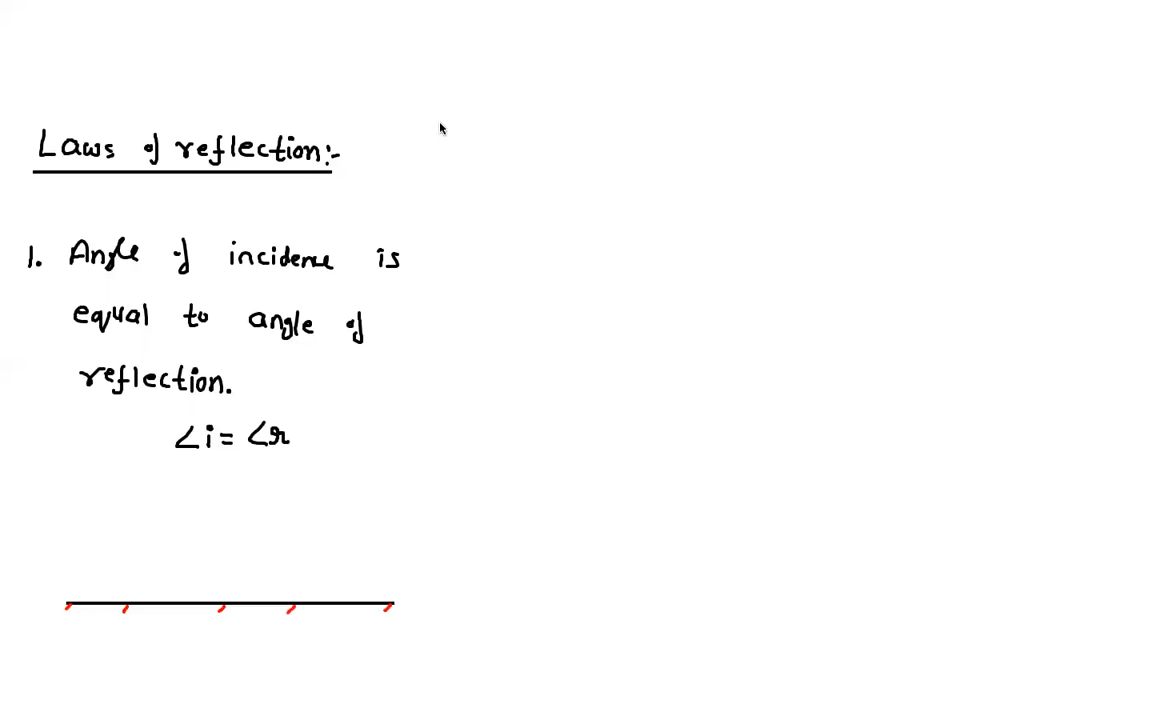 Laws of reflection:-
1. Angle of incidence is
equal to angle of
reflection.
∠i = ∠r